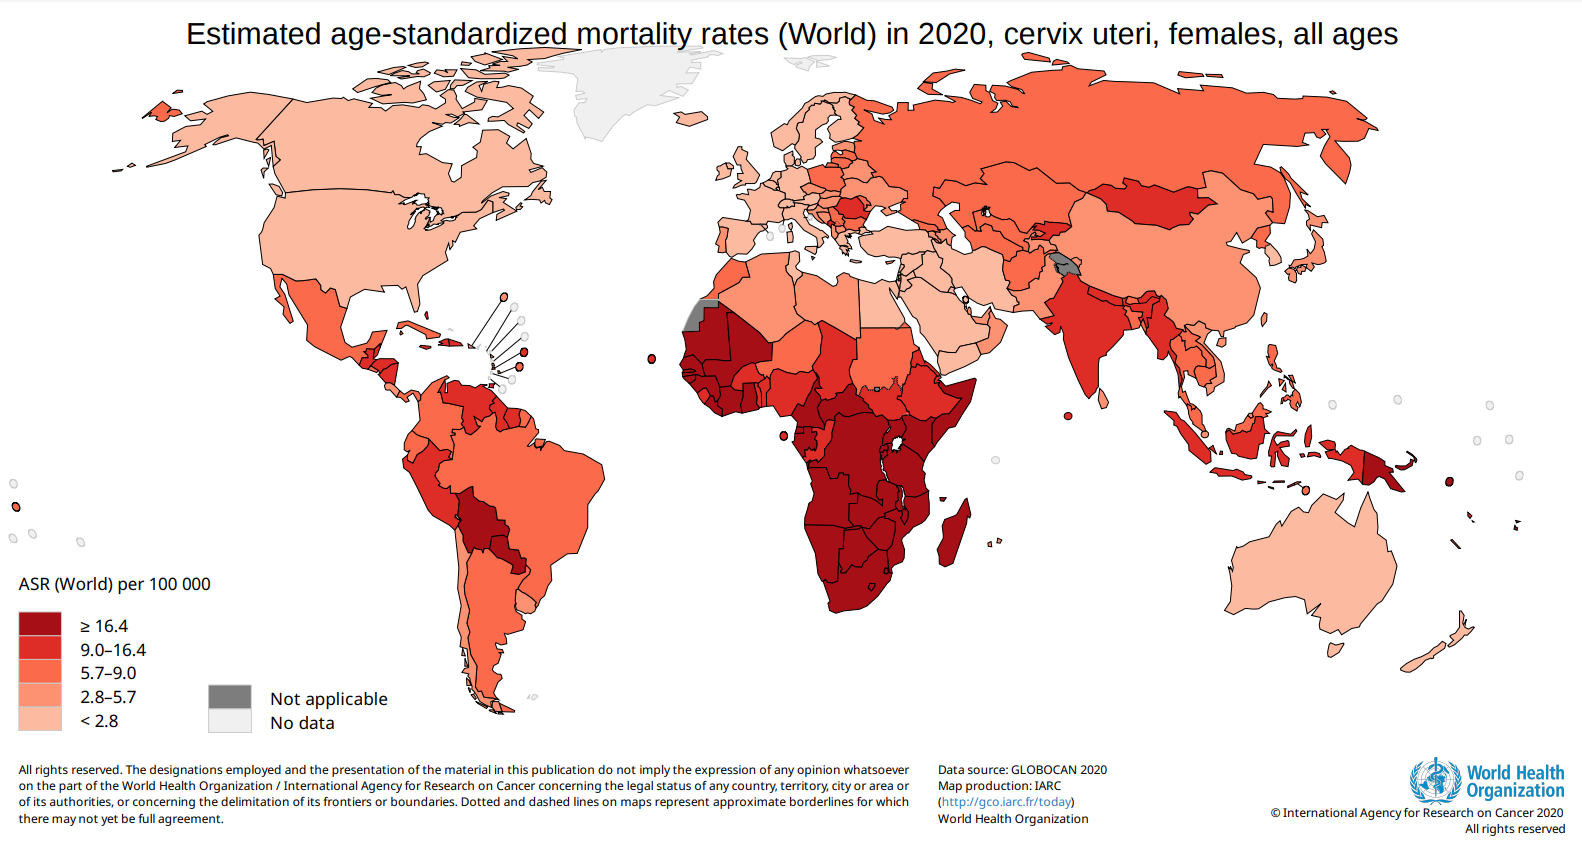 Estimated age-standardized mortality rates (World) in 2020, cervix uteri, females, all ages
ASR (World) per 100 000
≥ 16.4
9.0–16.4
5.7–9.0
2.8–5.7
< 2.8
Not applicable
No data
All rights reserved. The designations employed and the presentation of the material in this publication do not imply the expression of any opinion whatsoever
on the part of the World Health Organization / International Agency for Research on Cancer concerning the legal status of any country, territory, city or area or
of its authorities, or concerning the delimitation of its frontiers or boundaries. Dotted and dashed lines on maps represent approximate borderlines for which
there may not yet be full agreement.
Data source: GLOBOCAN 2020
Map production: IARC
(http://gco.iarc.fr/today)
World Health Organization
World Health
Organization
© International Agency for Research on Cancer 2020
All rights reserved